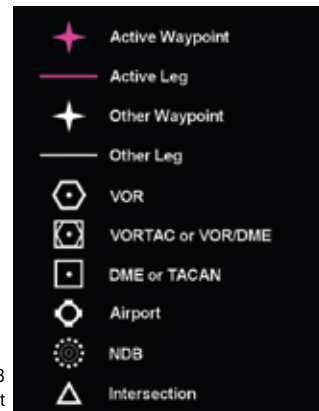 Active Waypoint
Active Leg
Other Waypoint
Other Leg
VOR
VORTAC or VOR/DME
DME or TACAN
Airport
NDB
3
t
Intersection